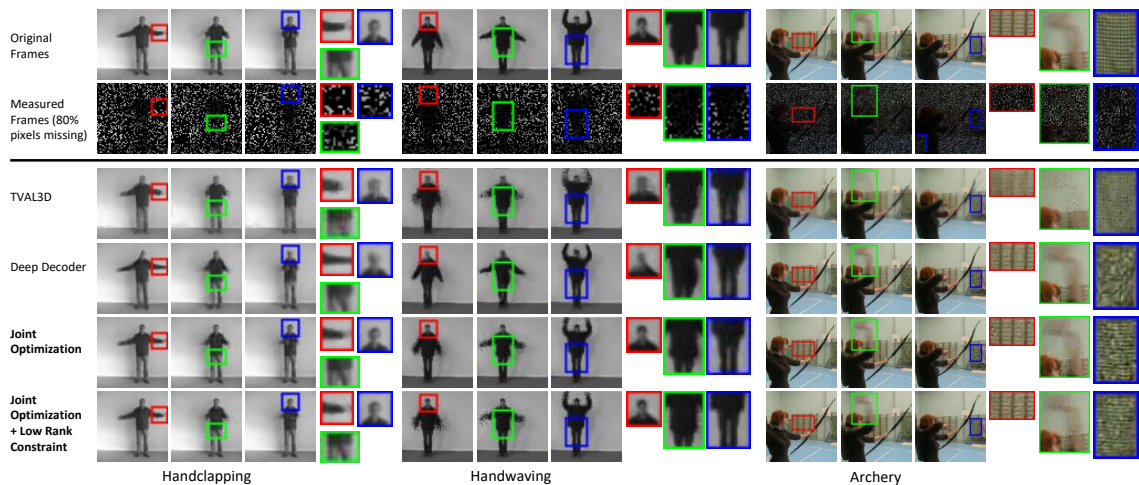 Original
Frames
Measured
Frames (80%
pixels missing)
TVAL3D
Deep Decoder
Joint
Optimization
Joint
Optimization
+ Low Rank
Constraint
Handclapping
Handwaving
Archery